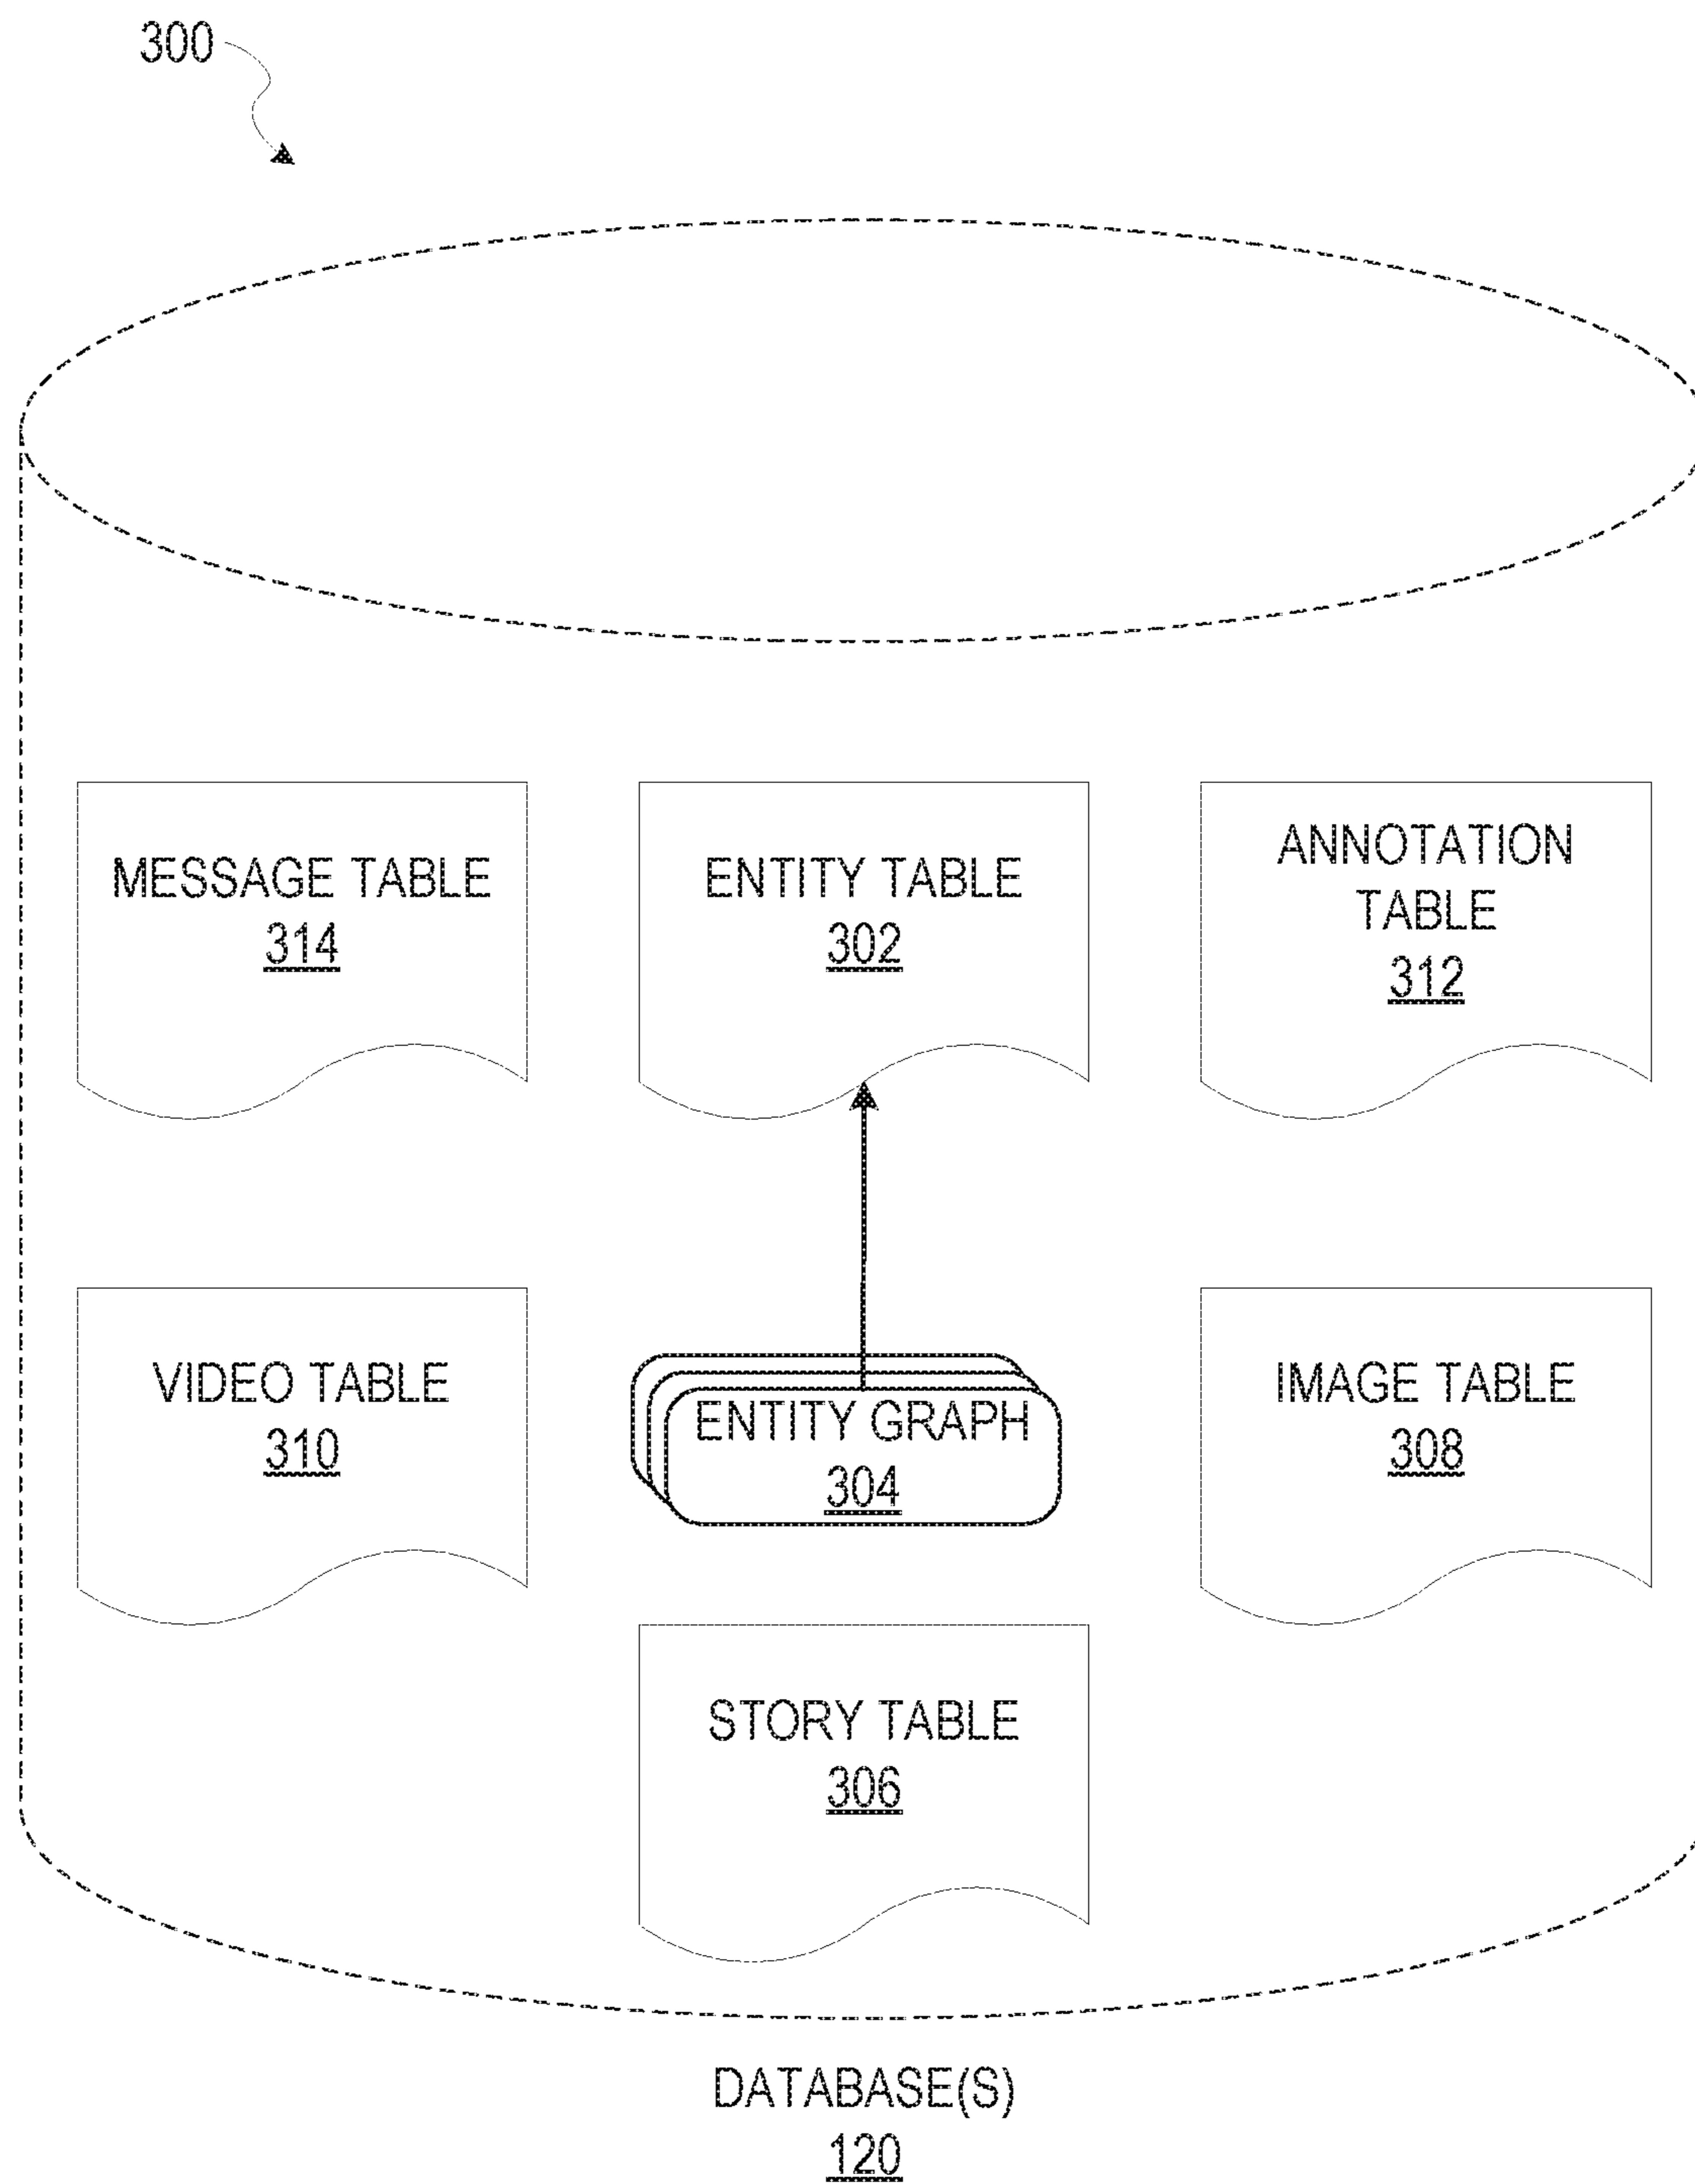 300
MESSAGE TABLE
314
ENTITY TABLE
302
ANNOTATION
TABLE
312
VIDEO TABLE
310
ENTITY GRAPH
304
IMAGE TABLE
308
STORY TABLE
306
DATABASE(S)
120